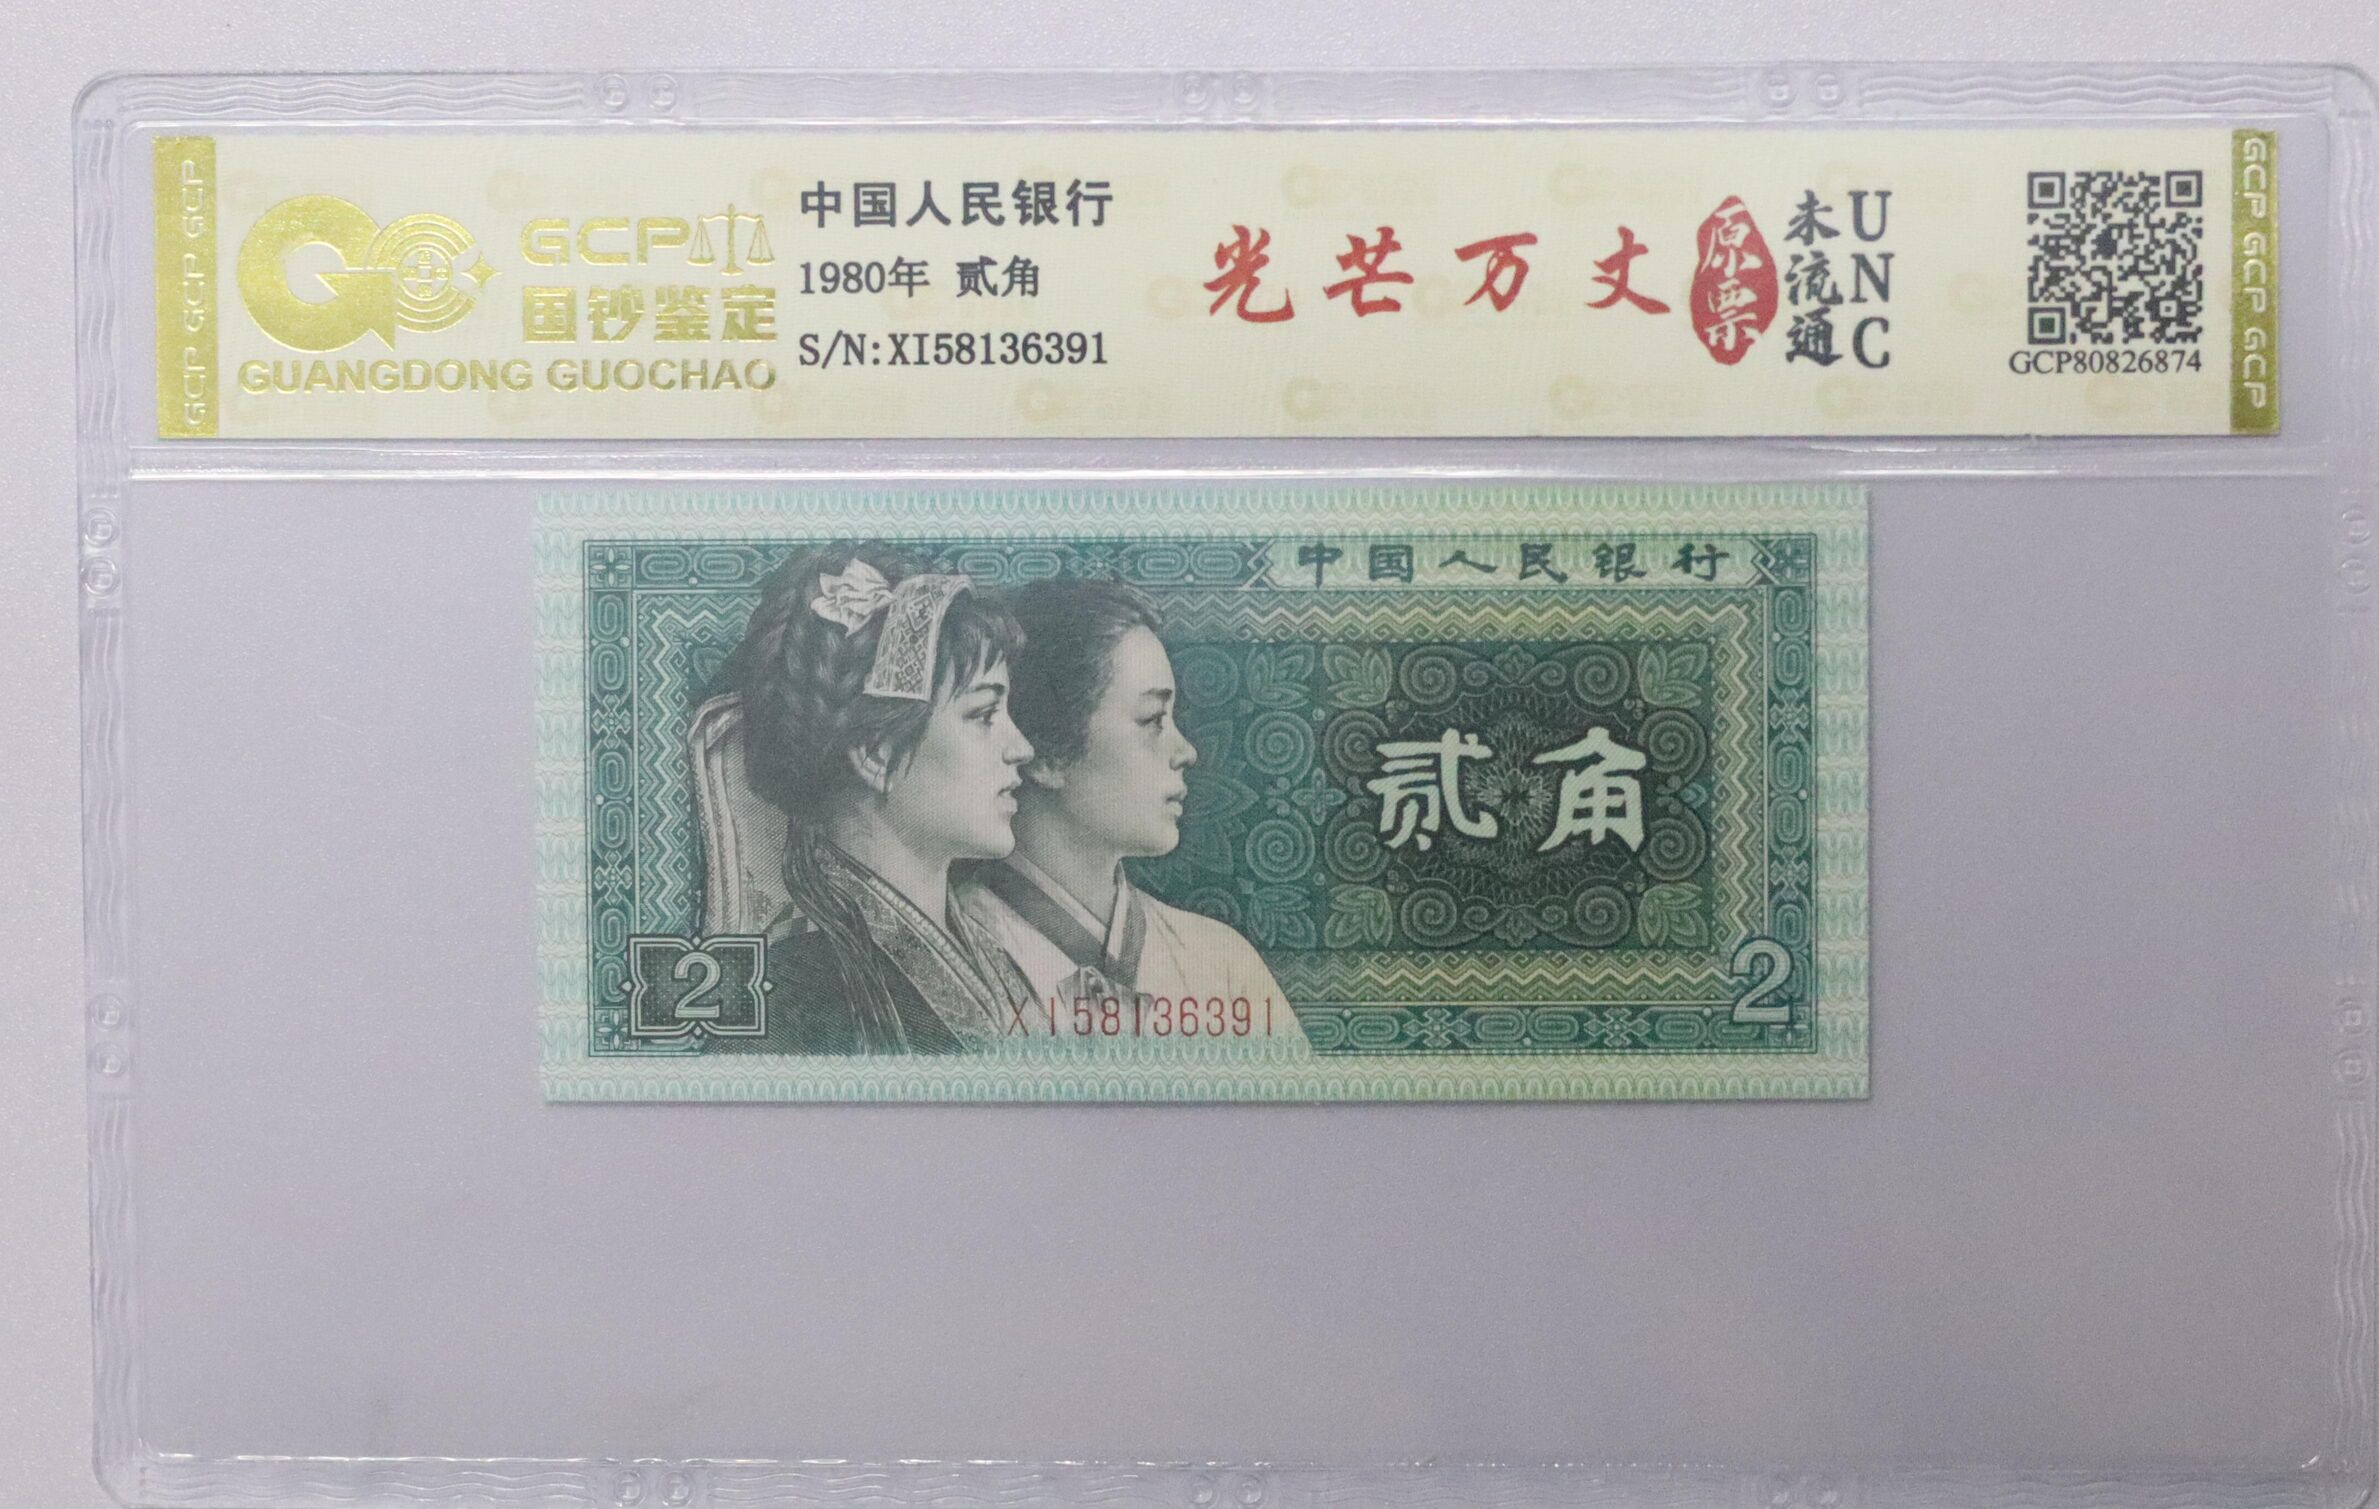 GCP GCP GCP
GCP
国钞鉴定
GUANGDONG GUOCHAO
中国人民银行
1980年 贰角
S/N:XI58136391
光芒万丈
原票
未流通
UNC
GCP80826874
GCP GCP GCP
中国人民银行
贰角
2
2
XI58136391